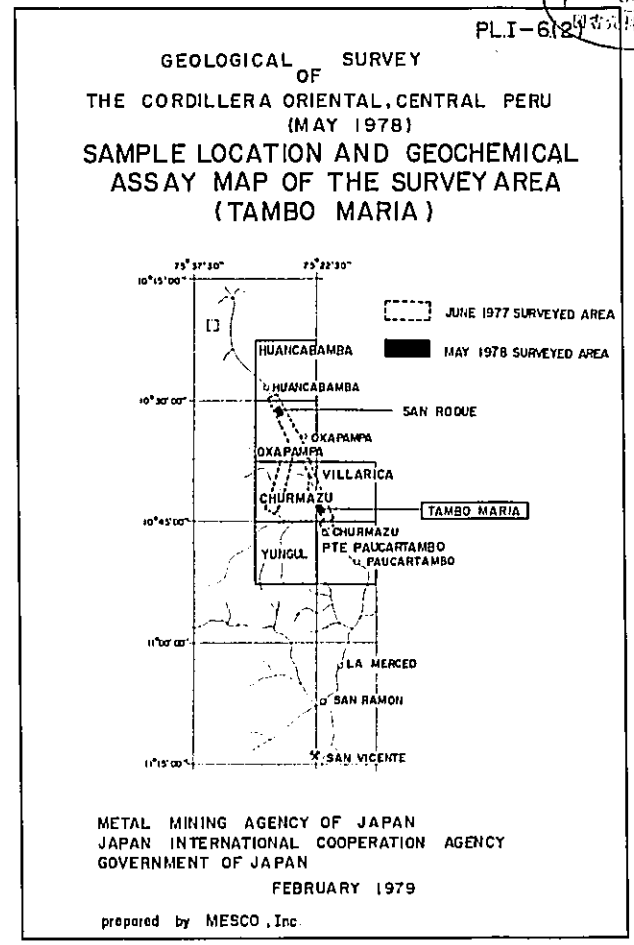 PL.I-6(2)
GEOLOGICAL SURVEY
OF
THE CORDILLERA ORIENTAL, CENTRAL PERU
(MAY 1978)
SAMPLE LOCATION AND GEOCHEMICAL
ASSAY MAP OF THE SURVEY AREA
(TAMBO MARIA)
75°37'30" 75°22'30"
10°15'00"
JUNE 1977 SURVEYED AREA
HUANCABAMBA
MAY 1978 SURVEYED AREA
HUANCABAMBA
10°30'00"
SAN ROQUE
OXAPAMPA
OXAPAMPA
VILLARICA
CHURMAZU
TAMBO MARIA
10°45'00"
CHURMAZU
YUNGUL
PTE PAUCARTAMBO
PAUCARTAMBO
11°00'00"
LA MERCED
SAN RAMON
11°15'00"
SAN VICENTE
METAL MINING AGENCY OF JAPAN
JAPAN INTERNATIONAL COOPERATION AGENCY
GOVERNMENT OF JAPAN
FEBRUARY 1979
prepared by MESCO, Inc.